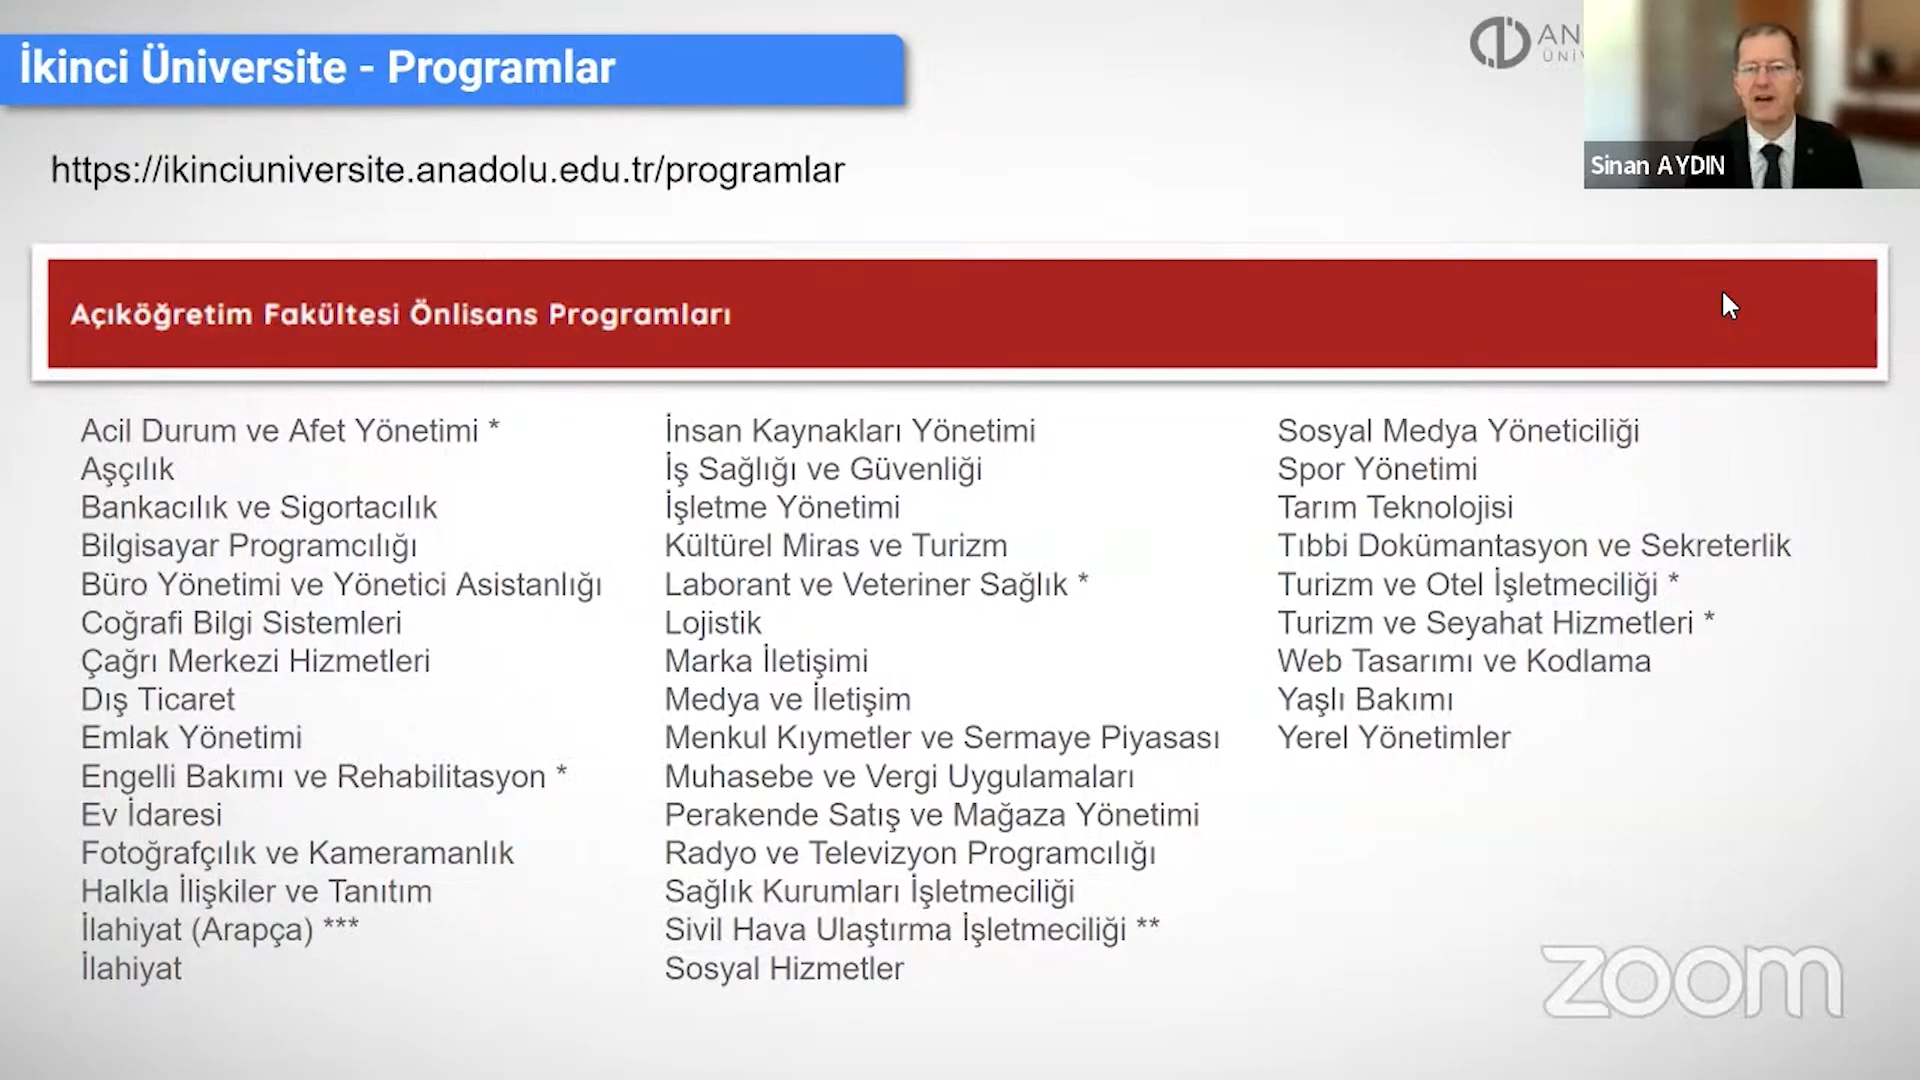 İkinci Üniversite - Programlar
AN
ÜNİV
Sinan AYDIN
https://ikinciuniversite.anadolu.edu.tr/programlar
Açıköğretim Fakültesi Önlisans Programları
Acil Durum ve Afet Yönetimi *
Aşçılık
Bankacılık ve Sigortacılık
Bilgisayar Programcılığı
Büro Yönetimi ve Yönetici Asistanlığı
Coğrafi Bilgi Sistemleri
Çağrı Merkezi Hizmetleri
Dış Ticaret
Emlak Yönetimi
Engelli Bakımı ve Rehabilitasyon *
Ev İdaresi
Fotoğrafçılık ve Kameramanlık
Halkla İlişkiler ve Tanıtım
İlahiyat (Arapça) ***
İlahiyat
İnsan Kaynakları Yönetimi
İş Sağlığı ve Güvenliği
İşletme Yönetimi
Kültürel Miras ve Turizm
Laborant ve Veteriner Sağlık *
Lojistik
Marka İletişimi
Medya ve İletişim
Menkul Kıymetler ve Sermaye Piyasası
Muhasebe ve Vergi Uygulamaları
Perakende Satış ve Mağaza Yönetimi
Radyo ve Televizyon Programcılığı
Sağlık Kurumları İşletmeciliği
Sivil Hava Ulaştırma İşletmeciliği **
Sosyal Hizmetler
Sosyal Medya Yöneticiliği
Spor Yönetimi
Tarım Teknolojisi
Tıbbi Dokümantasyon ve Sekreterlik
Turizm ve Otel İşletmeciliği *
Turizm ve Seyahat Hizmetleri *
Web Tasarımı ve Kodlama
Yaşlı Bakımı
Yerel Yönetimler
zoom